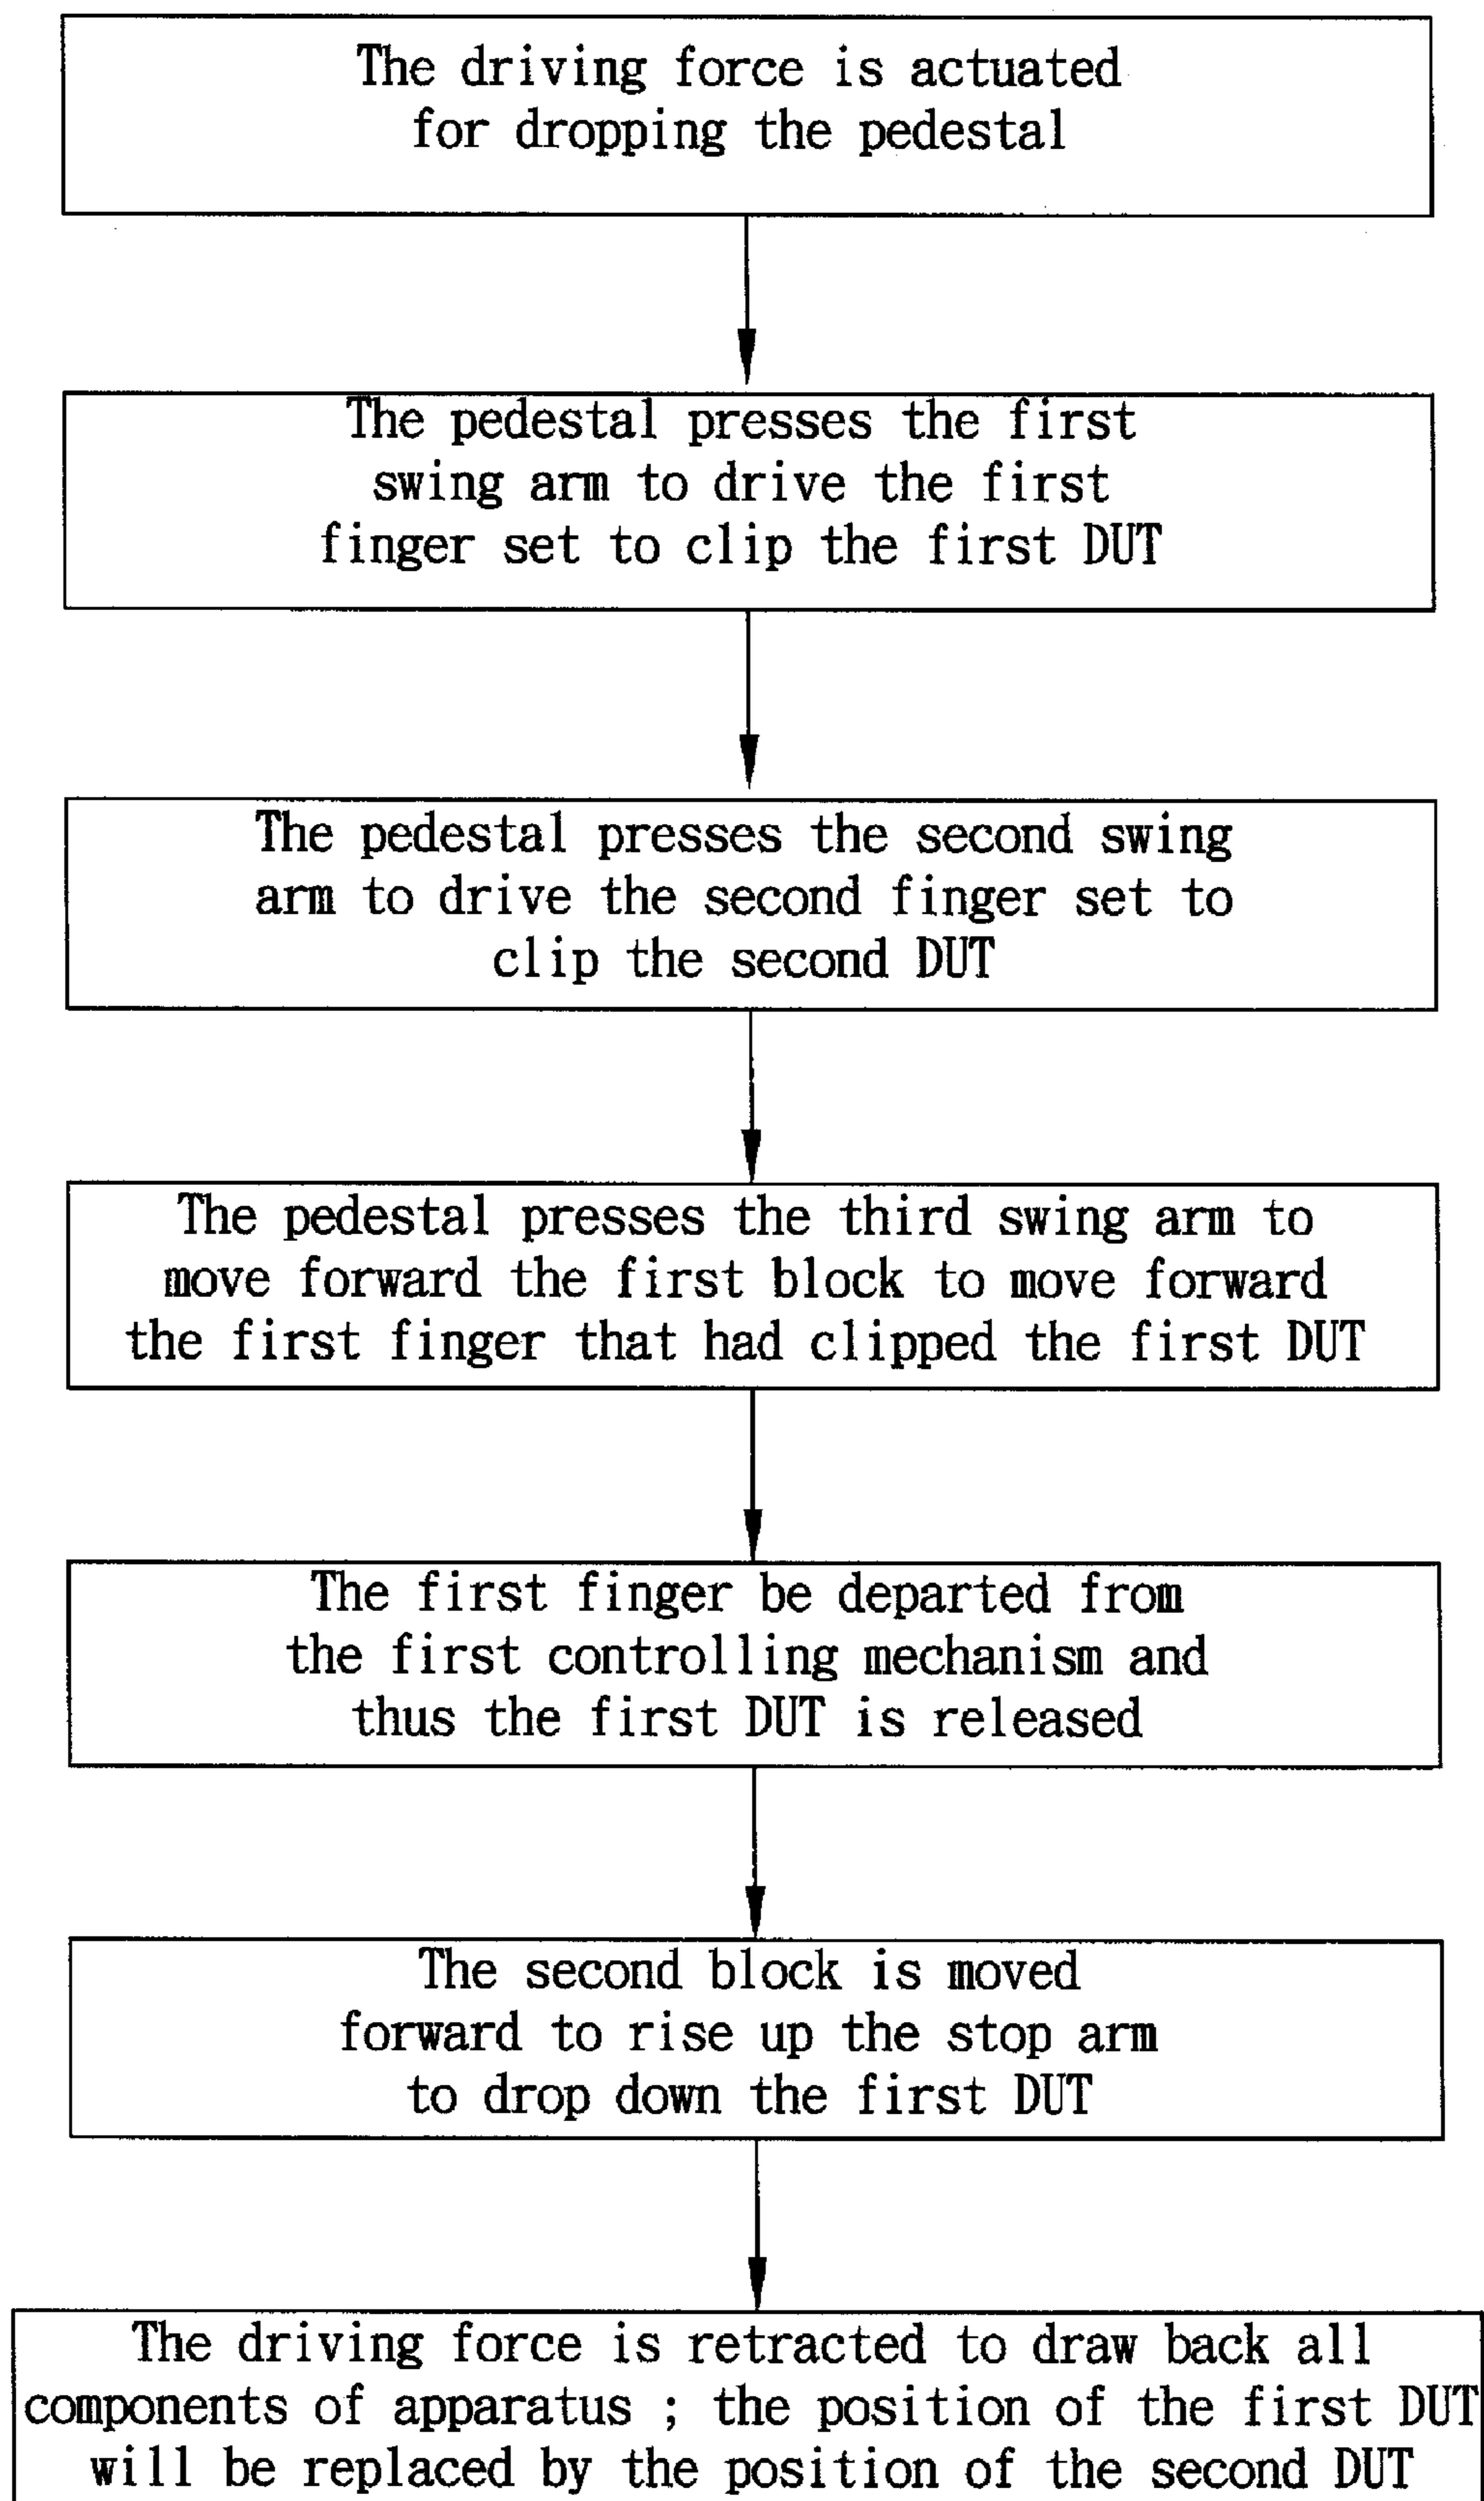 The driving force is actuated
for dropping the pedestal
The pedestal presses the first
swing arm to drive the first
finger set to clip the first DUT
The pedestal presses the second swing
arm to drive the second finger set to
clip the second DUT
The pedestal presses the third swing arm to
move forward the first block to move forward
the first finger that had clipped the first DUT
The first finger be departed from
the first controlling mechanism and
thus the first DUT is released
The second block is moved
forward to rise up the stop arm
to drop down the first DUT
The driving force is retracted to draw back all
components of apparatus ; the position of the first DUT
will be replaced by the position of the second DUT